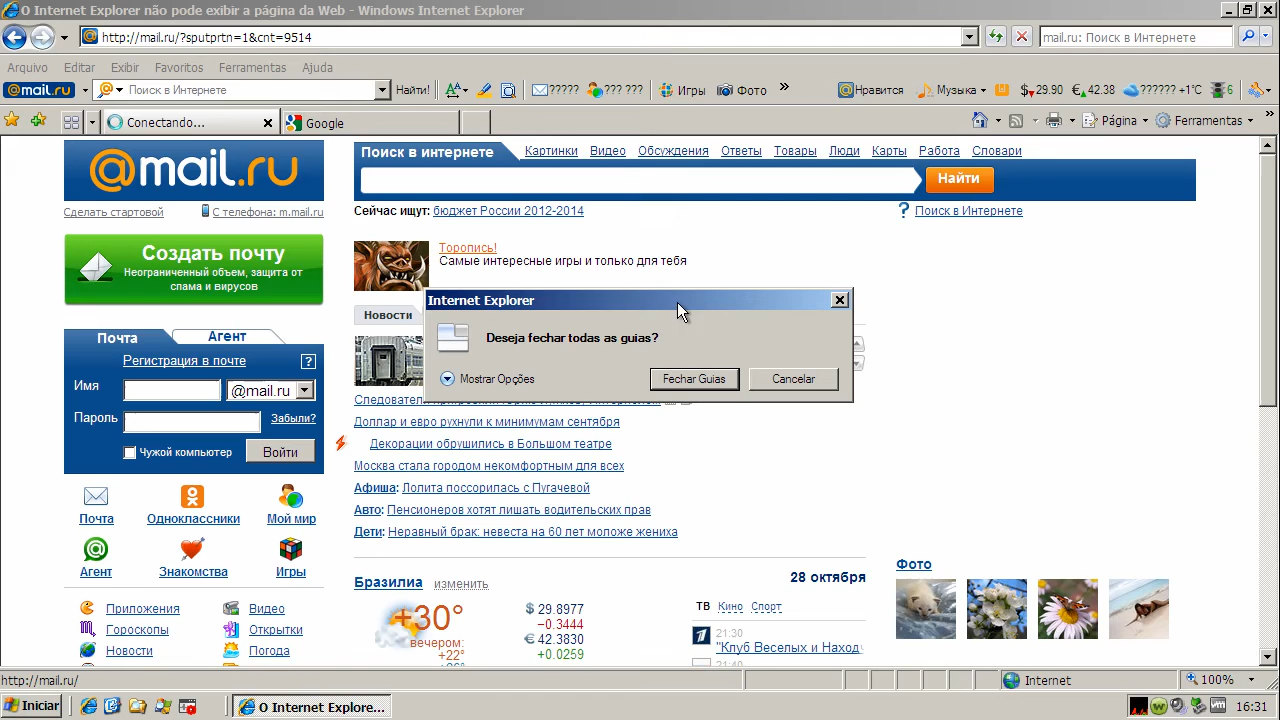 O Internet Explorer não pode exibir a página da Web - Windows Internet Explorer
http://mail.ru/?sputprtn=1&cnt=9514
mail.ru: Поиск в Интернете
Arquivo Editar Exibir Favoritos Ferramentas Ajuda
@mail.ru Поиск в Интернете Найти! ????? ??? ??? Игры Фото » Нравится Музыка $ 29.90 € 42.38 ?????? +1°C 6
Conectando... Google Página Ferramentas »
@mail.ru
Поиск в интернете Картинки Видео Обсуждения Ответы Товары Люди Карты Работа Словари
Найти
Сделать стартовой С телефона: m.mail.ru
Сейчас ищут: бюджет России 2012-2014 ? Поиск в Интернете
Создать почту
Неограниченный объем, защита от
спама и вирусов
Торопись!
Самые интересные игры и только для тебя
Новости
Internet Explorer
Deseja fechar todas as guias?
Mostrar Opções Fechar Guias Cancelar
Почта Агент
Регистрация в почте ?
Имя @mail.ru
Пароль Забыли?
Чужой компьютер Войти
Доллар и евро рухнули к минимумам сентября
Декорации обрушились в Большом театре
Москва стала городом некомфортным для всех
Афиша: Лолита поссорилась с Пугачевой
Авто: Пенсионеров хотят лишать водительских прав
Дети: Неравный брак: невеста на 60 лет моложе жениха
Почта Одноклассники Мой мир
Агент Знакомства Игры
Приложения Видео
Гороскопы Открытки
Новости Погода
Бразилиа изменить
+30°
вечером:
+22°
$ 29.8977
−0.3444
€ 42.3830
+0.0259
28 октября
ТВ Кино Спорт
21:30
"Клуб Веселых и Наход
21:40
Фото
http://mail.ru/ Internet 100%
Iniciar O Internet Explore... 16:31